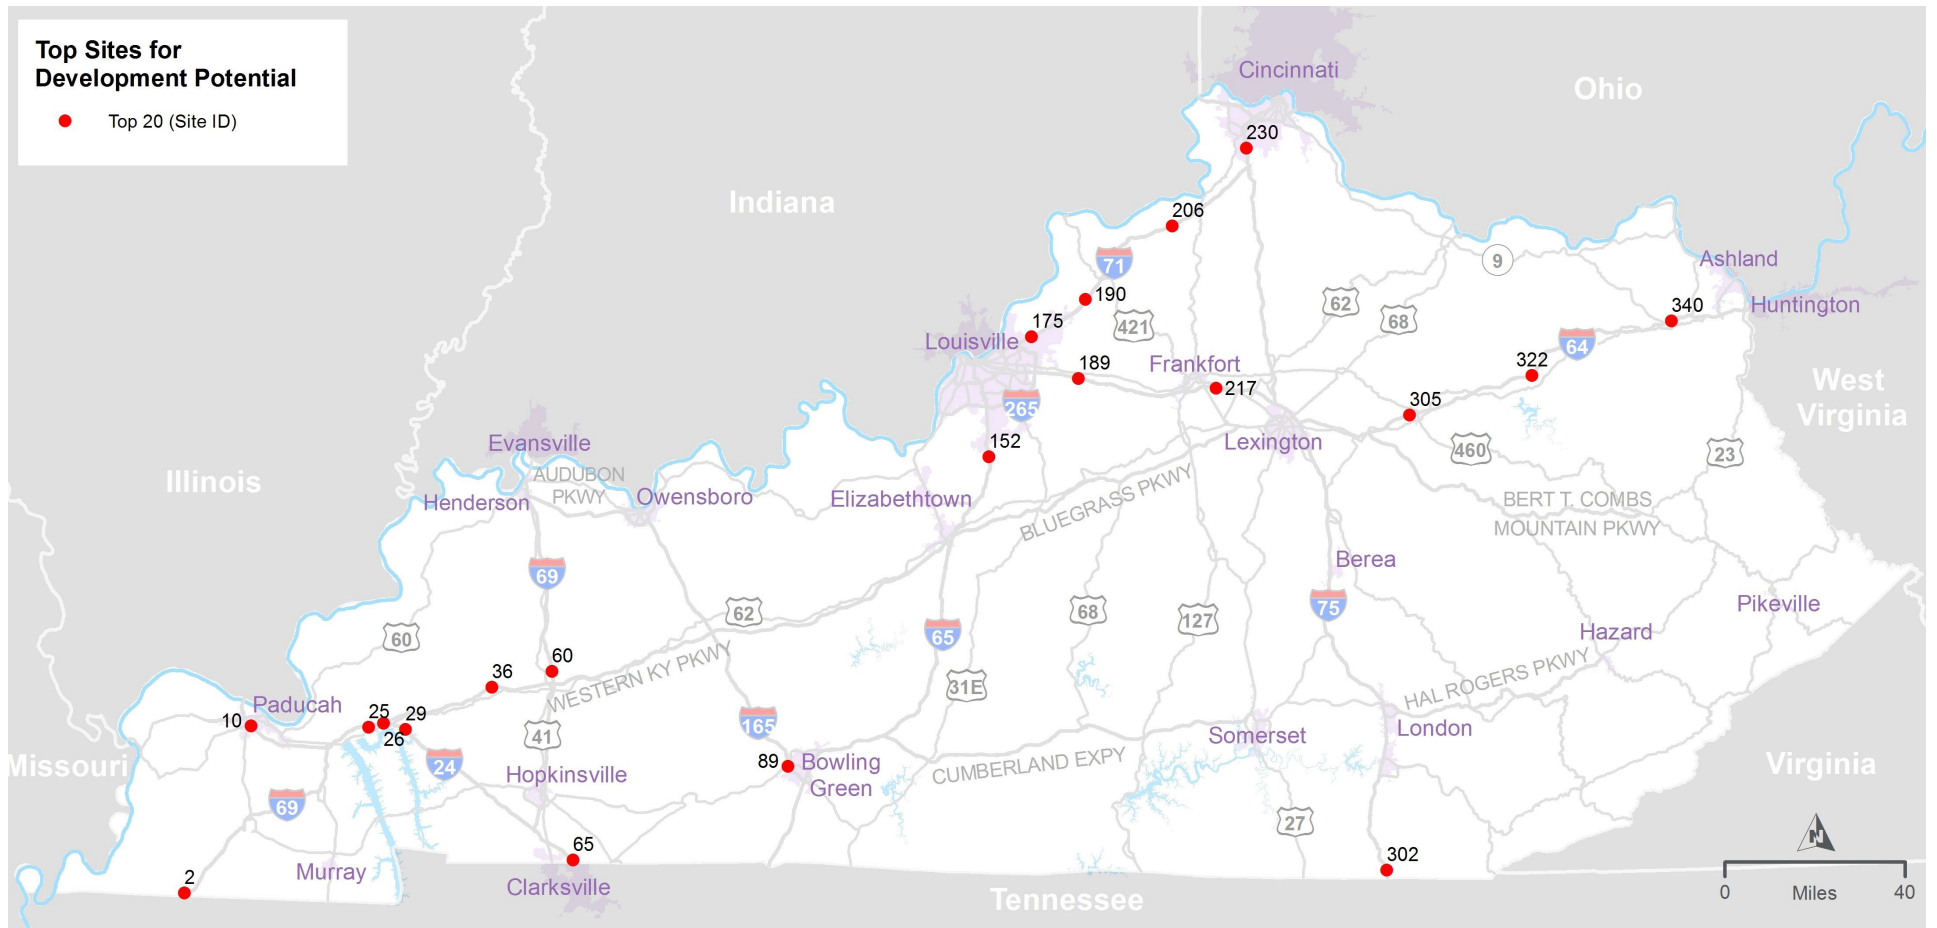 Top Sites for
Development Potential
Top 20 (Site ID)
Cincinnati
Ohio
230
Indiana
206
71
9
Ashland
190
62
Huntington
340
175
421
68
Louisville
64
189
Frankfort
322
217
West
Virginia
265
305
Evansville
152
Lexington
460
23
AUDUBON
PKWY
Illinois
Henderson
Owensboro
Elizabethtown
BLUEGRASS PKWY
BERT T. COMBS
MOUNTAIN PKWY
69
Berea
62
68
127
75
Pikeville
60
65
Hazard
60
36
WESTERN KY PKWY
31E
HAL ROGERS PKWY
Paducah
10
25
29
26
41
165
Somerset
London
Missouri
24
Hopkinsville
89
Bowling
Green
CUMBERLAND EXPY
Virginia
69
27
N
65
302
Murray
2
Clarksville
Tennessee
0
Miles
40